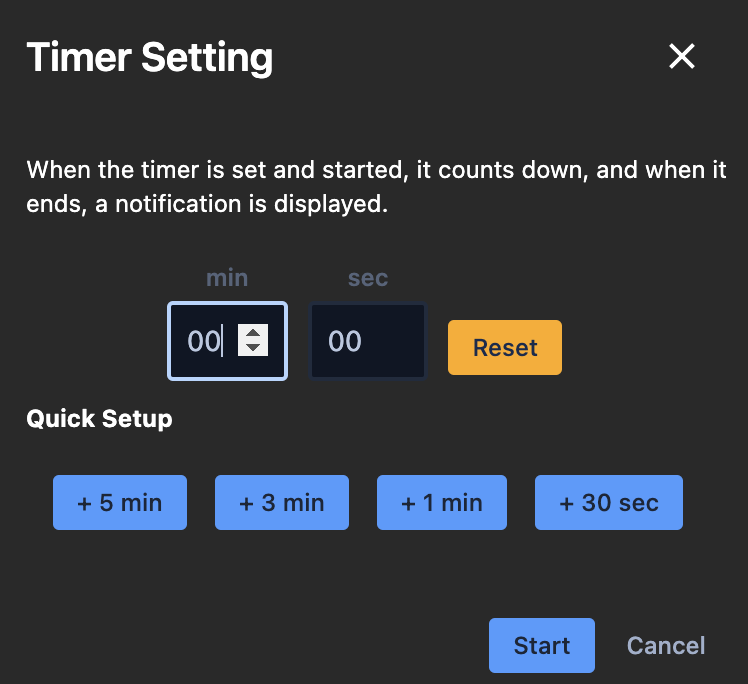 Timer Setting
When the timer is set and started, it counts down, and when it
ends, a notification is displayed.
min sec
00 00 Reset
Quick Setup
+ 5 min + 3 min + 1 min + 30 sec
Start Cancel